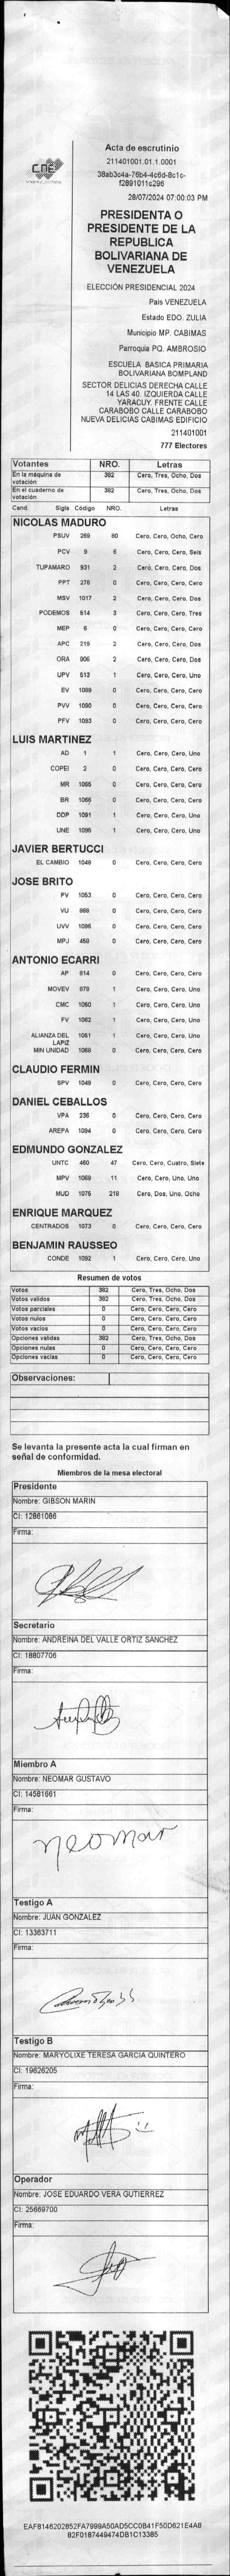 CNE
Acta de escrutinio
211401001.01.1.0001
38ab3c4a-76b4-4c6d-8c1c-
f2891011c296
28/07/2024 07:00:03 PM
PRESIDENTA O
PRESIDENTE DE LA
REPUBLICA
BOLIVARIANA DE
VENEZUELA
ELECCIÓN PRESIDENCIAL 2024
Pais VENEZUELA
Estado EDO. ZULIA
Municipio MP. CABIMAS
Parroquia PQ. AMBROSIO
ESCUELA BASICA PRIMARIA
BOLIVARIANA BOMPLAND
SECTOR DELICIAS DERECHA CALLE
14 LAS 40. IZQUIERDA CALLE
YARACUY. FRENTE CALLE
CARABOBO CALLE CARABOBO
NUEVA DELICIAS CABIMAS EDIFICIO
211401001
777 Electores
Votantes NRO. Letras
En la máquina de votación 382 Cero, Tres, Ocho, Dos
En el cuaderno de votación 382 Cero, Tres, Ocho, Dos
Cand. Sigla Código NRO. Letras
NICOLAS MADURO
PSUV 269 80 Cero, Cero, Ocho, Cero
PCV 9 6 Cero, Cero, Cero, Seis
TUPAMARO 931 2 Cero, Cero, Cero, Dos
PPT 276 0 Cero, Cero, Cero, Cero
MSV 1017 2 Cero, Cero, Cero, Dos
PODEMOS 514 3 Cero, Cero, Cero, Tres
MEP 6 0 Cero, Cero, Cero, Cero
APC 219 2 Cero, Cero, Cero, Dos
ORA 906 2 Cero, Cero, Cero, Dos
UPV 513 1 Cero, Cero, Cero, Uno
EV 1089 0 Cero, Cero, Cero, Cero
PVV 1090 0 Cero, Cero, Cero, Cero
PFV 1093 0 Cero, Cero, Cero, Cero
LUIS MARTINEZ
AD 1 1 Cero, Cero, Cero, Uno
COPEI 2 0 Cero, Cero, Cero, Cero
MR 1065 0 Cero, Cero, Cero, Cero
BR 1066 0 Cero, Cero, Cero, Cero
DDP 1091 1 Cero, Cero, Cero, Uno
UNE 1095 1 Cero, Cero, Cero, Uno
JAVIER BERTUCCI
EL CAMBIO 1048 0 Cero, Cero, Cero, Cero
JOSE BRITO
PV 1053 0 Cero, Cero, Cero, Cero
VU 868 0 Cero, Cero, Cero, Cero
UVV 1096 0 Cero, Cero, Cero, Cero
MPJ 458 0 Cero, Cero, Cero, Cero
ANTONIO ECARRI
AP 814 0 Cero, Cero, Cero, Cero
MOVEV 879 1 Cero, Cero, Cero, Uno
CMC 1060 1 Cero, Cero, Cero, Uno
FV 1062 1 Cero, Cero, Cero, Uno
ALIANZA DEL LAPIZ 1051 1 Cero, Cero, Cero, Uno
MIN UNIDAD 1088 0 Cero, Cero, Cero, Cero
CLAUDIO FERMIN
SPV 1049 0 Cero, Cero, Cero, Cero
DANIEL CEBALLOS
VPA 236 0 Cero, Cero, Cero, Cero
AREPA 1094 0 Cero, Cero, Cero, Cero
EDMUNDO GONZALEZ
UNTC 460 47 Cero, Cero, Cuatro, Siete
MPV 1069 11 Cero, Cero, Uno, Uno
MUD 1075 218 Cero, Dos, Uno, Ocho
ENRIQUE MARQUEZ
CENTRADOS 1073 0 Cero, Cero, Cero, Cero
BENJAMIN RAUSSEO
CONDE 1092 1 Cero, Cero, Cero, Uno
Resumen de votos
Votos 382 Cero, Tres, Ocho, Dos
Votos validos 382 Cero, Tres, Ocho, Dos
Votos parciales 0 Cero, Cero, Cero, Cero
Votos nulos 0 Cero, Cero, Cero, Cero
Votos vacios 0 Cero, Cero, Cero, Cero
Opciones validas 382 Cero, Tres, Ocho, Dos
Opciones nulas 0 Cero, Cero, Cero, Cero
Opciones vacias 0 Cero, Cero, Cero, Cero
Observaciones:
Se levanta la presente acta la cual firman en
señal de conformidad.
Miembros de la mesa electoral
Presidente
Nombre: GIBSON MARIN
CI: 12861086
Firma:
Secretario
Nombre: ANDREINA DEL VALLE ORTIZ SANCHEZ
CI: 18807706
Firma:
Miembro A
Nombre: NEOMAR GUSTAVO
CI: 14581661
Firma:
neomar
Testigo A
Nombre: JUAN GONZALEZ
CI: 13363711
Firma:
Testigo B
Nombre: MARYOLIXE TERESA GARCIA QUINTERO
CI: 19626205
Firma:
Operador
Nombre: JOSE EDUARDO VERA GUTIERREZ
CI: 25669700
Firma:
EAF8146202852FA7999A50AD5CC0B41F50D621E4A8
82F0187449474DB1C13385